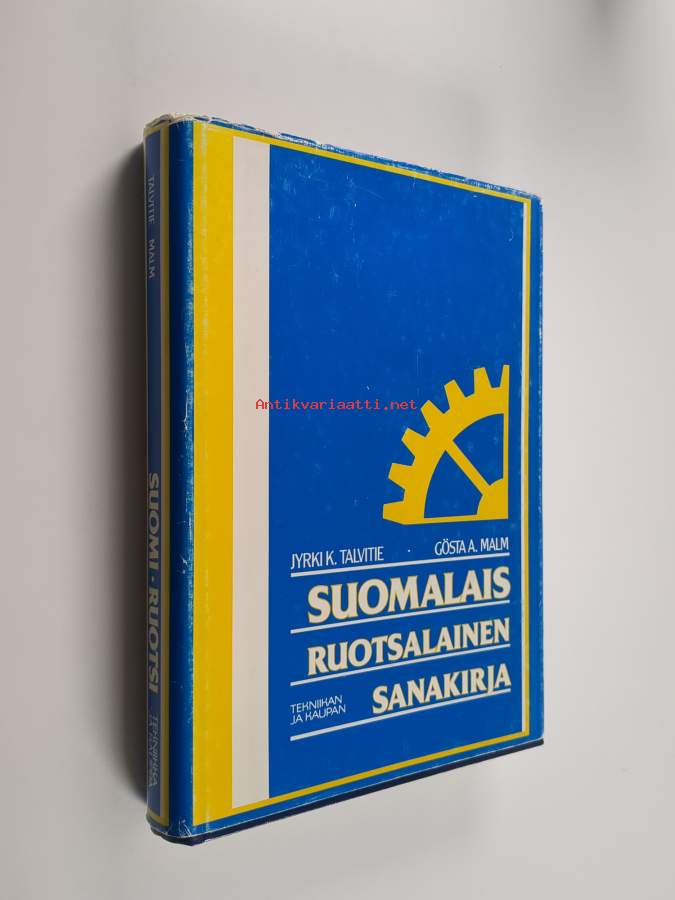 Antikvariaatti.net
JYRKI K. TALVITIE · GÖSTA A. MALM
SUOMALAIS
RUOTSALAINEN
TEKNIIKAN
JA KAUPAN
SANAKIRJA
TALVITIE MALM
SUOMI - RUOTSI